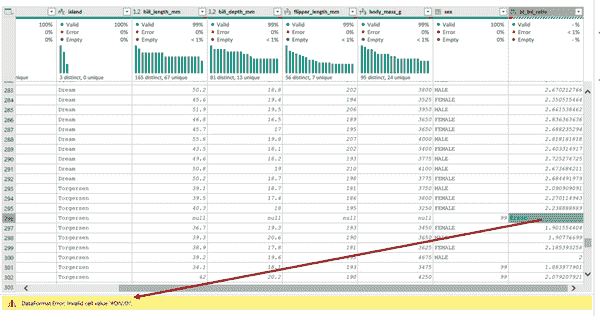 island bill_length_mm bill_depth_mm flipper_length_mm body_mass_g sex
100% Valid 100% Valid 99% Valid 99% Valid 99% Valid 99% Valid 100% Valid - %
0% Error 0% Error 0% Error 0% Error 0% Error 0% Error 0% Error < 1%
0% Empty 0% Empty < 1% Empty < 1% Empty < 1% Empty < 1% Empty 0% Empty - %
unique 3 distinct, 0 unique 165 distinct, 67 unique 81 distinct, 13 unique 56 distinct, 7 unique 95 distinct, 24 unique
283 Dream 50.2 18.8 202 3800 MALE 2.670212766
284 Dream 45.6 19.4 194 3525 FEMALE 2.350515464
285 Dream 51.9 19.5 206 3950 MALE 2.661538462
286 Dream 46.8 16.5 189 3650 FEMALE 2.836363636
287 Dream 45.7 17 195 3650 FEMALE 2.688235294
288 Dream 55.8 19.8 207 4000 MALE 2.818181818
289 Dream 43.5 18.1 202 3400 FEMALE 2.403314917
290 Dream 49.6 18.2 193 3775 MALE 2.725274725
291 Dream 50.8 19 210 4100 MALE 2.673684211
292 Dream 50.2 18.7 198 3775 FEMALE 2.684491979
293 Torgersen 39.1 18.7 181 3750 MALE 2.090909091
294 Torgersen 39.5 17.4 186 3800 FEMALE 2.270114943
295 Torgersen 40.3 18 195 3250 FEMALE 2.238888889
296 Torgersen null null null null 99 Error
297 Torgersen 36.7 19.3 193 3450 FEMALE 1.901554404
298 Torgersen 39.3 20.6 190 3650 MALE 1.90776699
299 Torgersen 38.9 17.8 181 3625 FEMALE 2.185393258
300 Torgersen 39.2 19.6 195 4675 MALE 2
301 Torgersen 34.1 18.1 193 3475 99 1.883977901
302 Torgersen 42 20.2 190 4250 99 2.079207921
303
DataFormat.Error: Invalid cell value '#DIV/0!'.